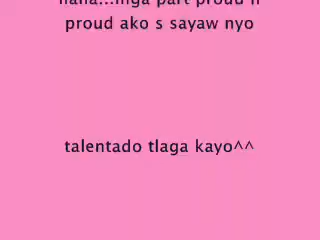 haha...mga part proud n
proud ako s sayaw nyo
talentado tlaga kayo^^